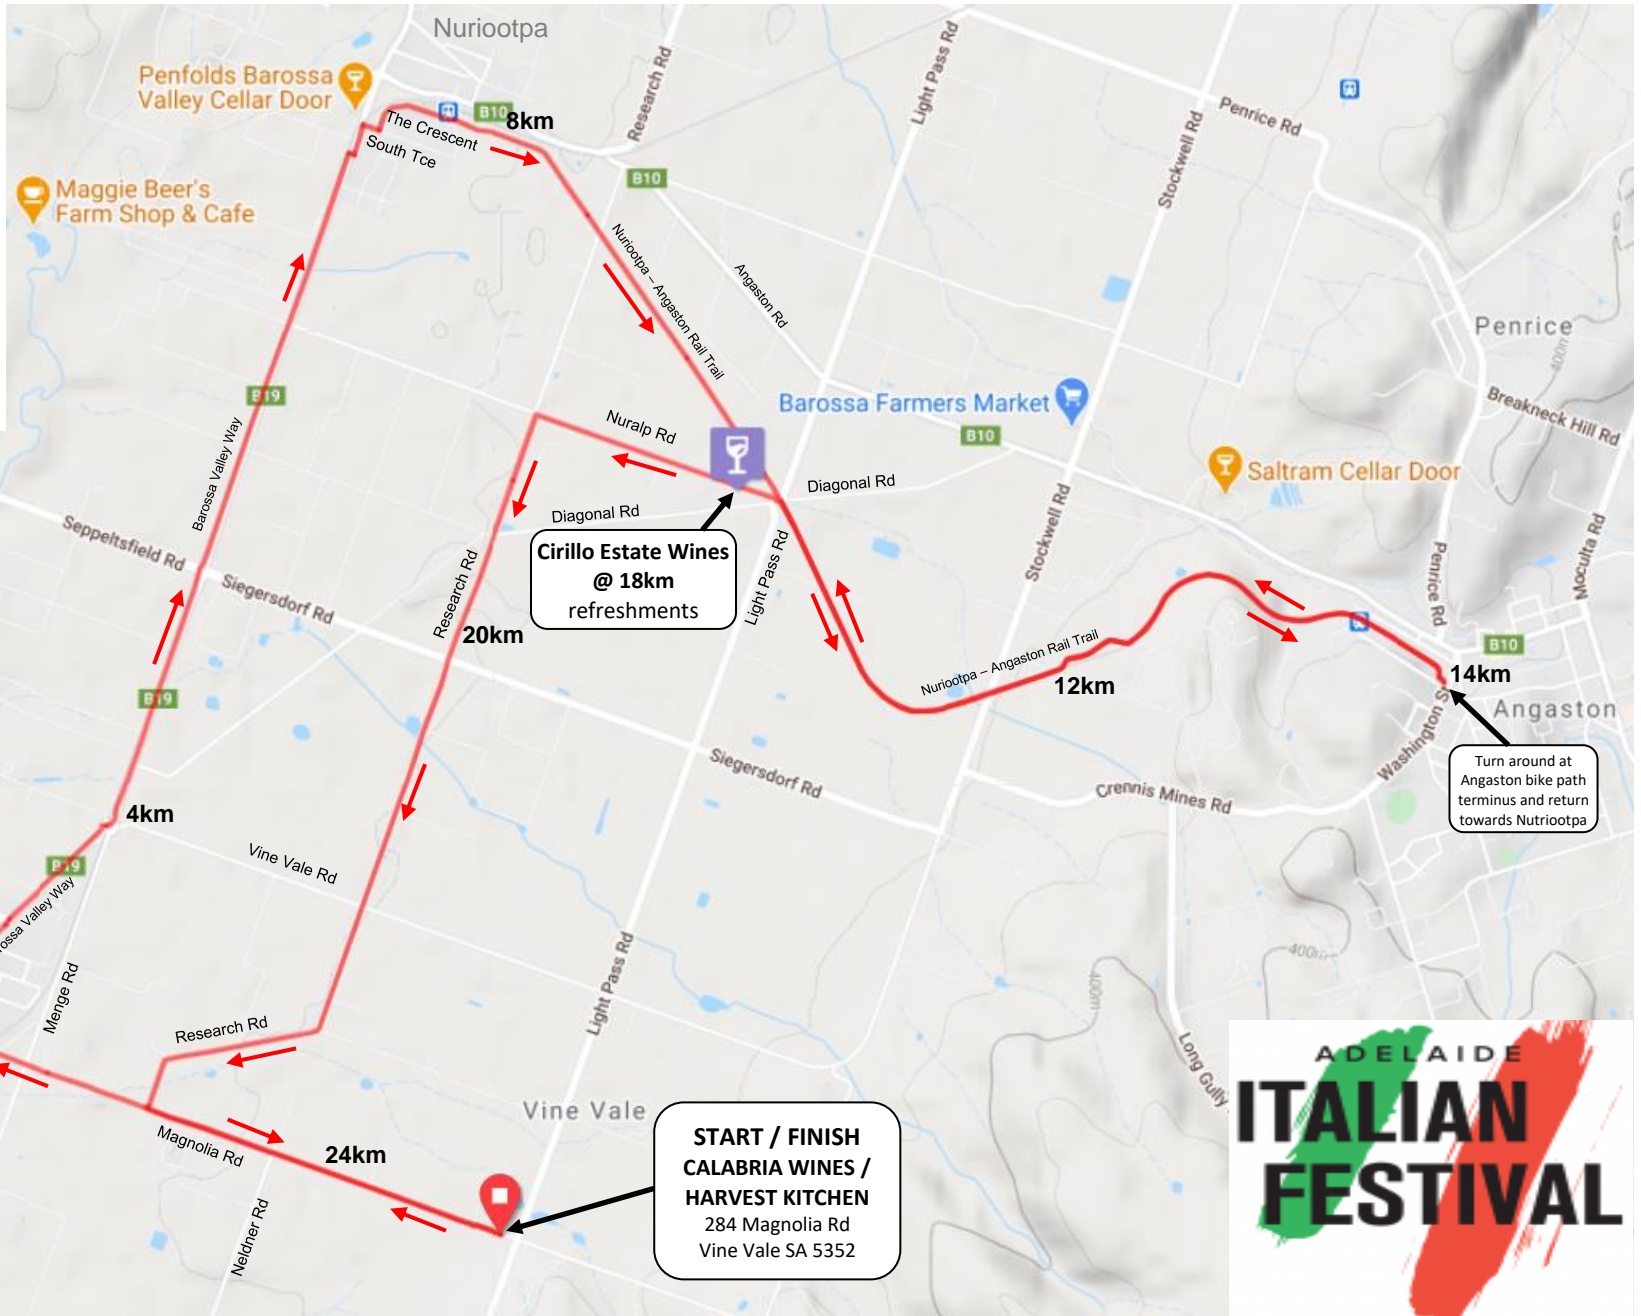 Nuriootpa
Penfolds Barossa
Valley Cellar Door
B10
8km
The Crescent
South Tce
Research Rd
Light Pass Rd
Stockwell Rd
Penrice Rd
B10
Maggie Beer's
Farm Shop & Cafe
Nuriootpa – Angaston Rail Trail
Angaston Rd
Penrice
400m
B19
Barossa Valley Way
Nuralp Rd
Barossa Farmers Market
B10
Breakneck Hill Rd
Saltram Cellar Door
Diagonal Rd
Diagonal Rd
Seppeltsfield Rd
Siegersdorf Rd
Research Rd
20km
Cirillo Estate Wines
@ 18km
refreshments
Light Pass Rd
Stockwell Rd
Penrice Rd
Moculta Rd
B10
Nuriootpa – Angaston Rail Trail
12km
14km
Angaston
Washington S
B19
Siegersdorf Rd
Crennis Mines Rd
Turn around at
Angaston bike path
terminus and return
towards Nutriootpa
4km
B19
Vine Vale Rd
ossa Valley Way
Menge Rd
Light Pass Rd
400m
400m
Research Rd
Long Gully
Vine Vale
Magnolia Rd
24km
Neldner Rd
START / FINISH
CALABRIA WINES /
HARVEST KITCHEN
284 Magnolia Rd
Vine Vale SA 5352
ADELAIDE
ITALIAN
FESTIVAL